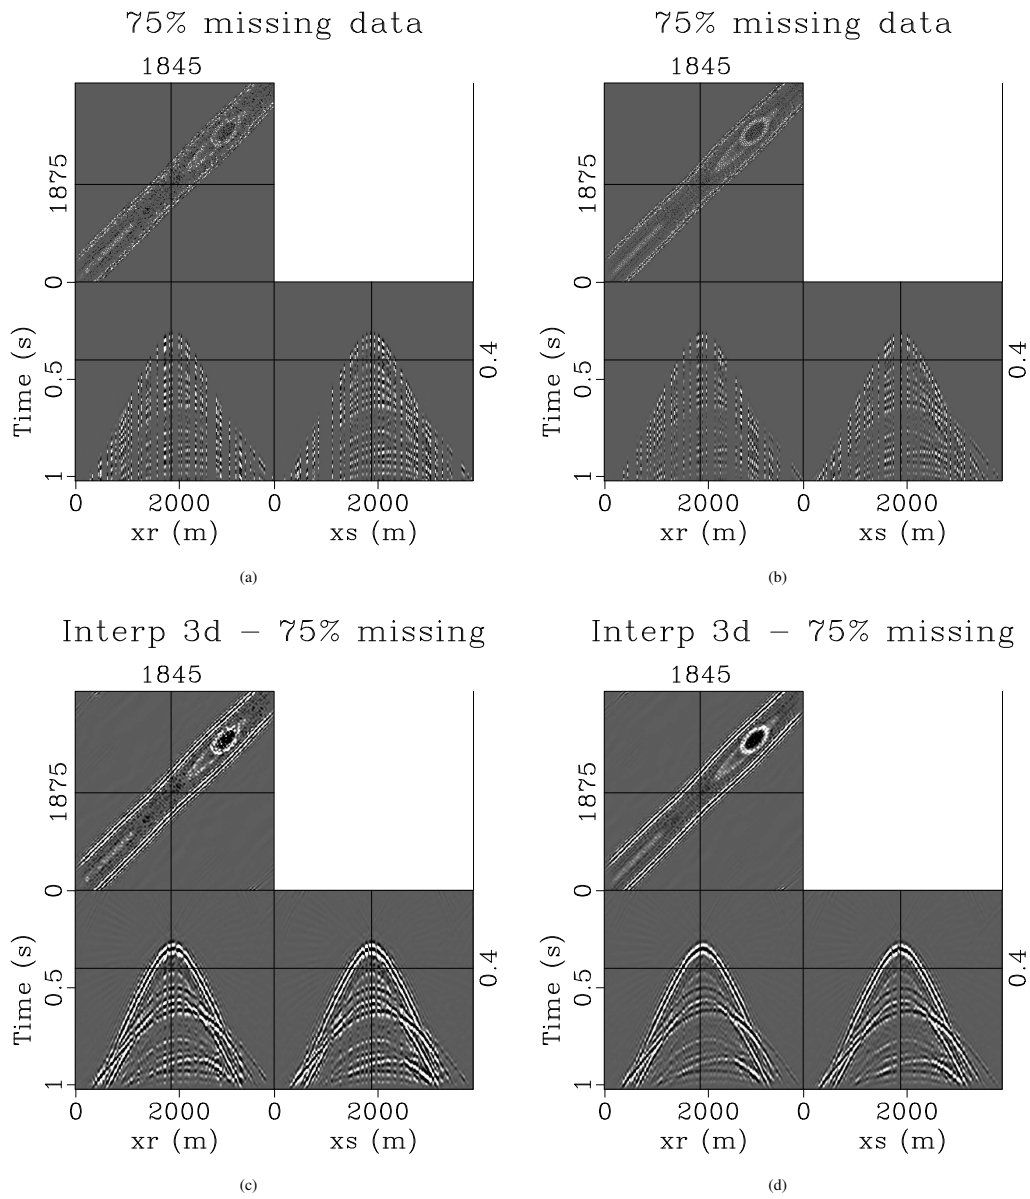 75% missing data
75% missing data
1845
1845
1875
1875
0
0
Time (s)
0.5
1
0.4
Time (s)
0.5
1
0.4
0 2000 0 2000
0 2000 0 2000
xr (m) xs (m)
xr (m) xs (m)
(a)
(b)
Interp 3d – 75% missing
Interp 3d – 75% missing
1845
1845
1875
1875
0
0
Time (s)
0.5
1
0.4
Time (s)
0.5
1
0.4
0 2000 0 2000
0 2000 0 2000
xr (m) xs (m)
xr (m) xs (m)
(c)
(d)